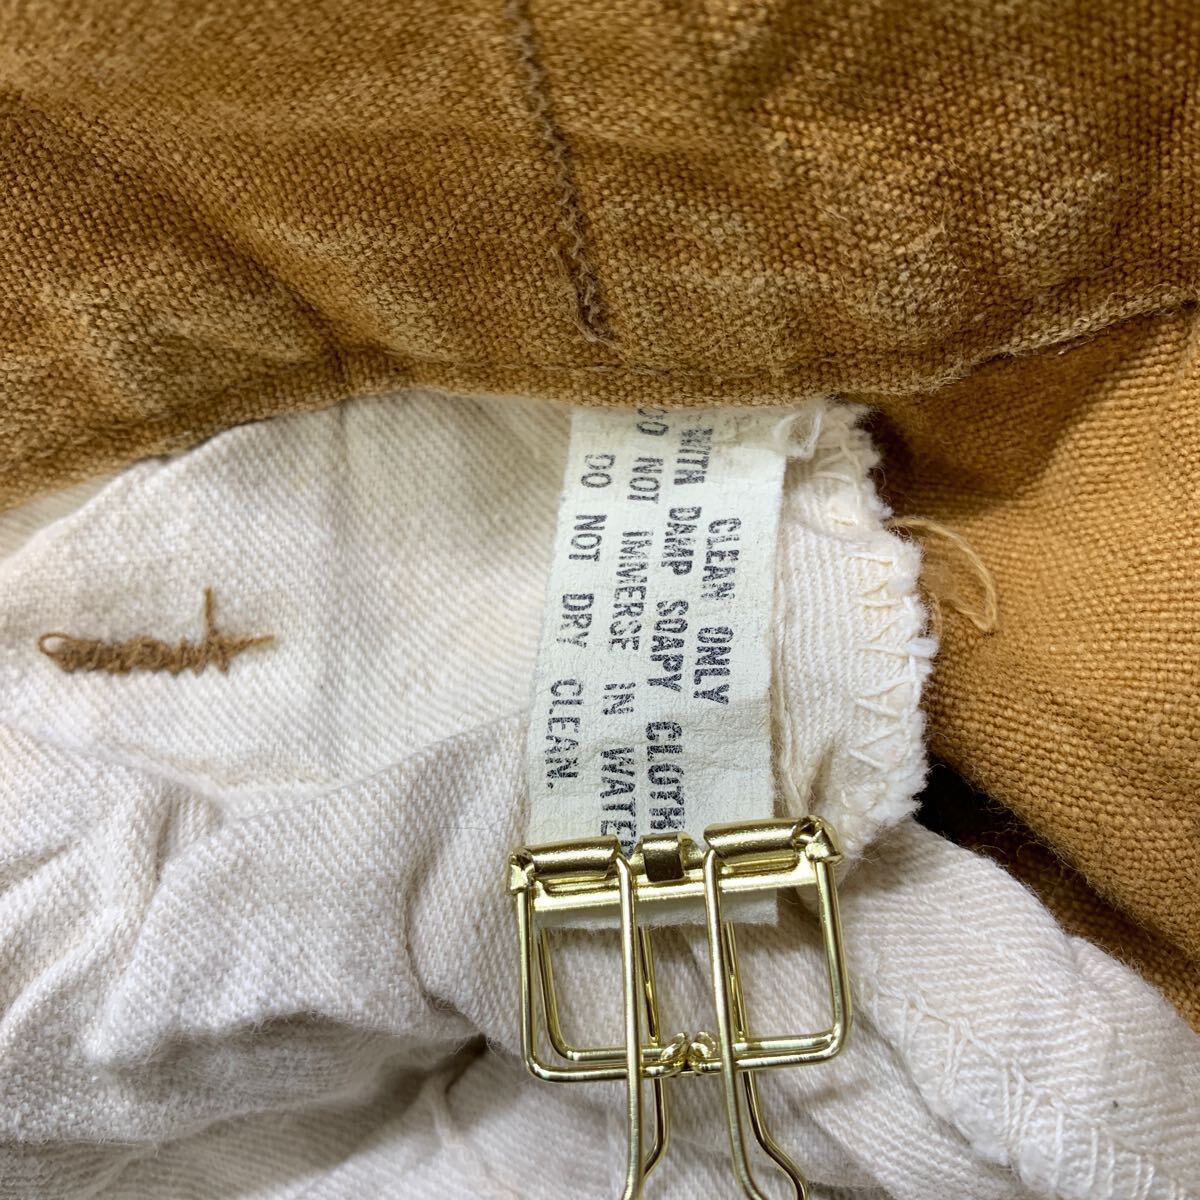 CLEAN ONLY
WITH DAMP SOAPY CLOTH
DO NOT IMMERSE IN WATER
DO NOT DRY CLEAN.